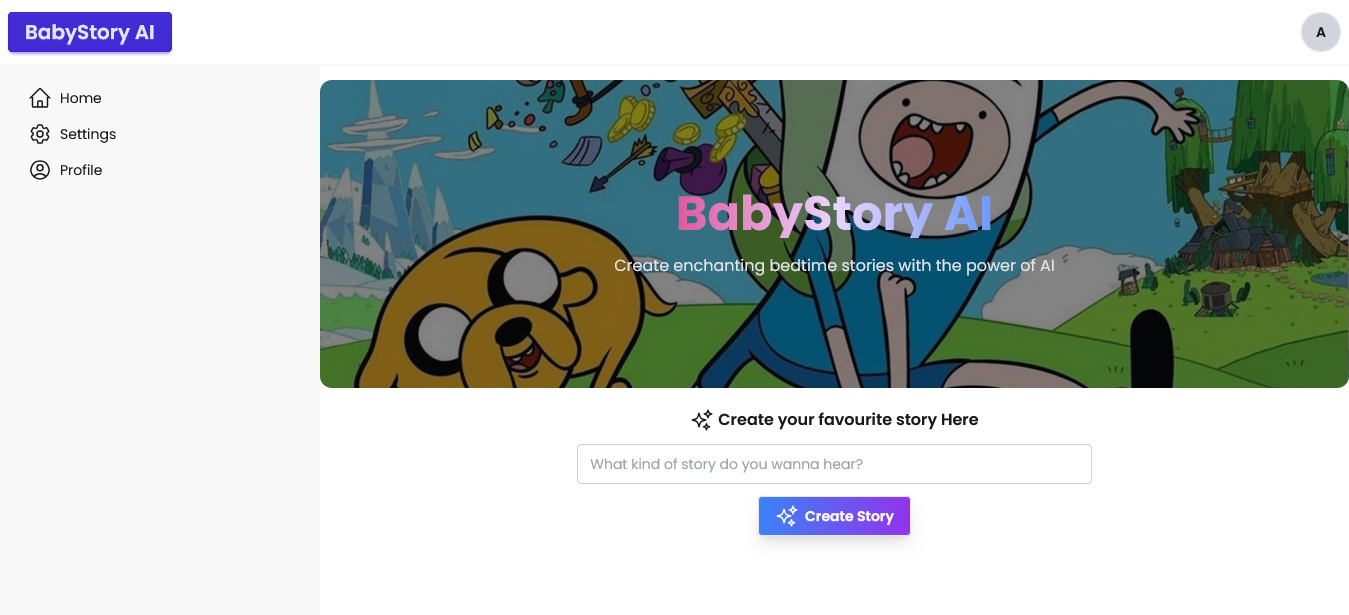 BabyStory AI
A
Home
Settings
Profile
BabyStory AI
Create enchanting bedtime stories with the power of AI
Create your favourite story Here
What kind of story do you wanna hear?
Create Story